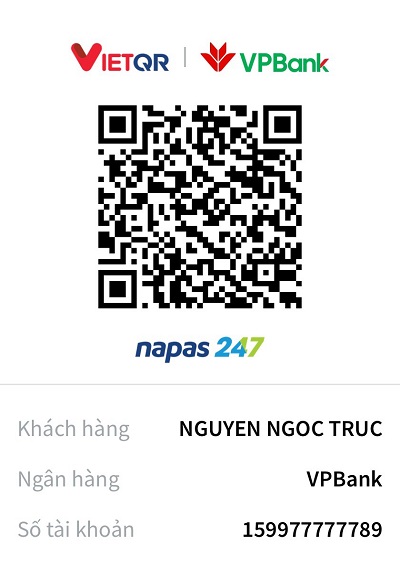 VIETQR | VPBank
napas 247
Khách hàng NGUYEN NGOC TRUC
Ngân hàng VPBank
Số tài khoản 159977777789